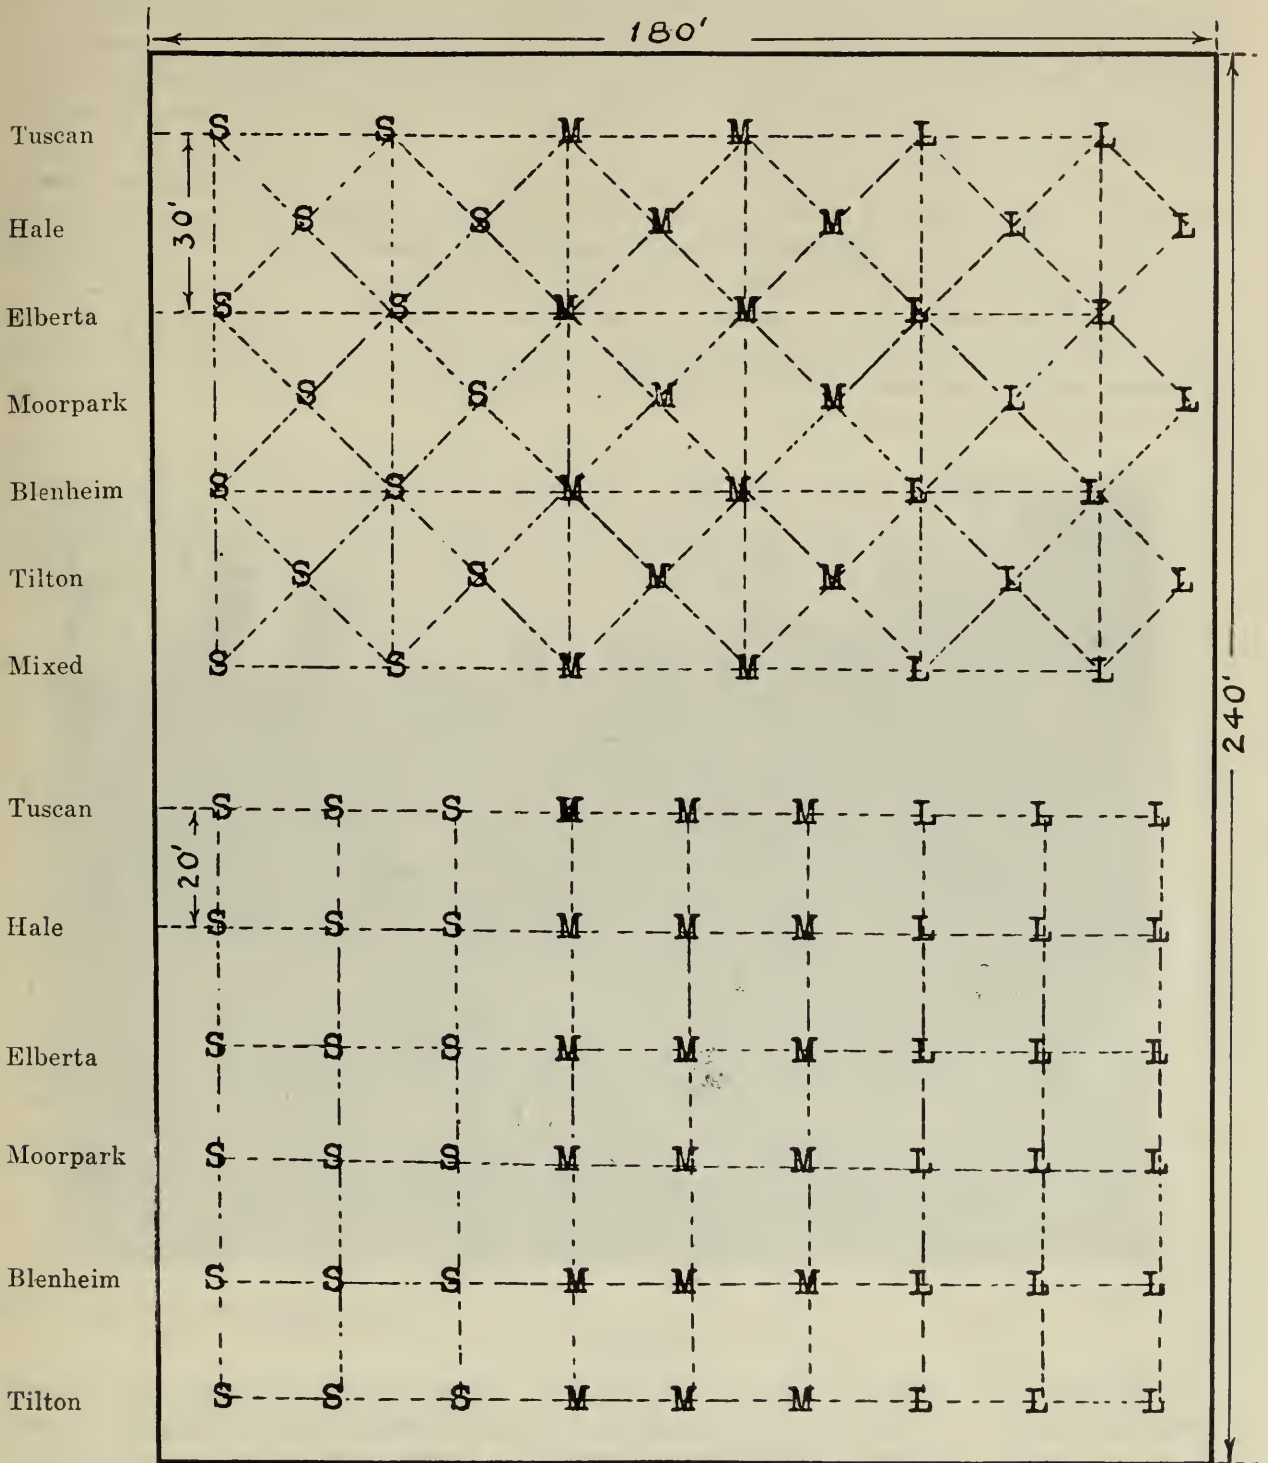 180'
Tuscan S S M M L L
30'
Hale S S M M L L
Elberta S S M M L L
Moorpark S S M M L L
Blenheim S S M M L L
Tilton S S M M L L
Mixed S S M M L L
240'
Tuscan S S S M M M L L L
20'
Hale S S S M M M L L L
Elberta S S S M M M L L L
Moorpark S S S M M M L L L
Blenheim S S S M M M L L L
Tilton S S S M M M L L L